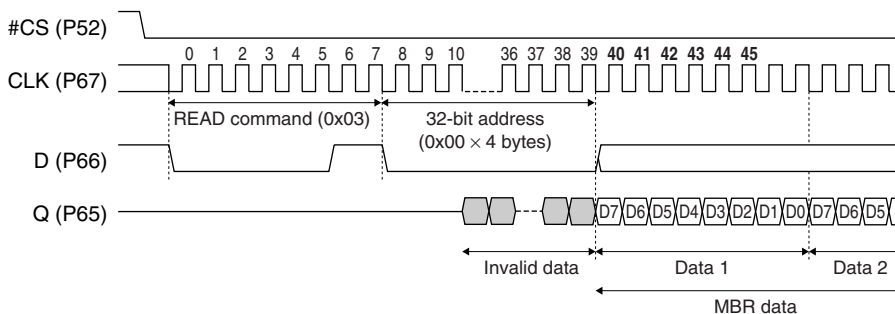 #CS (P52)
0 1 2 3 4 5 6 7 8 9 10 36 37 38 39 40 41 42 43 44 45
CLK (P67)
READ command (0x03)
32-bit address
(0x00 × 4 bytes)
D (P66)
Q (P65)
D7 D6 D5 D4 D3 D2 D1 D0 D7 D6 D5
Invalid data
Data 1
Data 2
MBR data